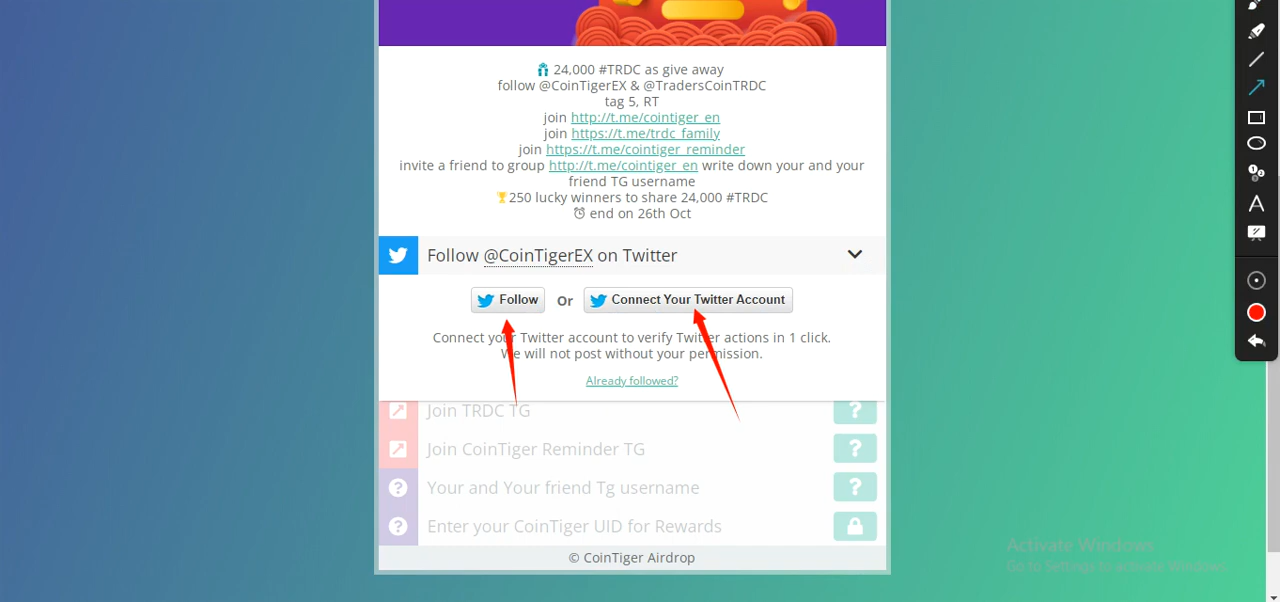 24,000 #TRDC as give away
follow @CoinTigerEX & @TradersCoinTRDC
tag 5, RT
join http://t.me/cointiger_en
join https://t.me/trdc_family
join https://t.me/cointiger_reminder
invite a friend to group http://t.me/cointiger_en write down your and your
friend TG username
🏆250 lucky winners to share 24,000 #TRDC
⏰ end on 26th Oct
Follow @CoinTigerEX on Twitter
Follow Or Connect Your Twitter Account
Connect your Twitter account to verify Twitter actions in 1 click.
We will not post without your permission.
Already followed?
Join TRDC TG ?
Join CoinTiger Reminder TG ?
? Your and Your friend Tg username ?
? Enter your CoinTiger UID for Rewards
© CoinTiger Airdrop
Activate Windows
Go to Settings to activate Windows.